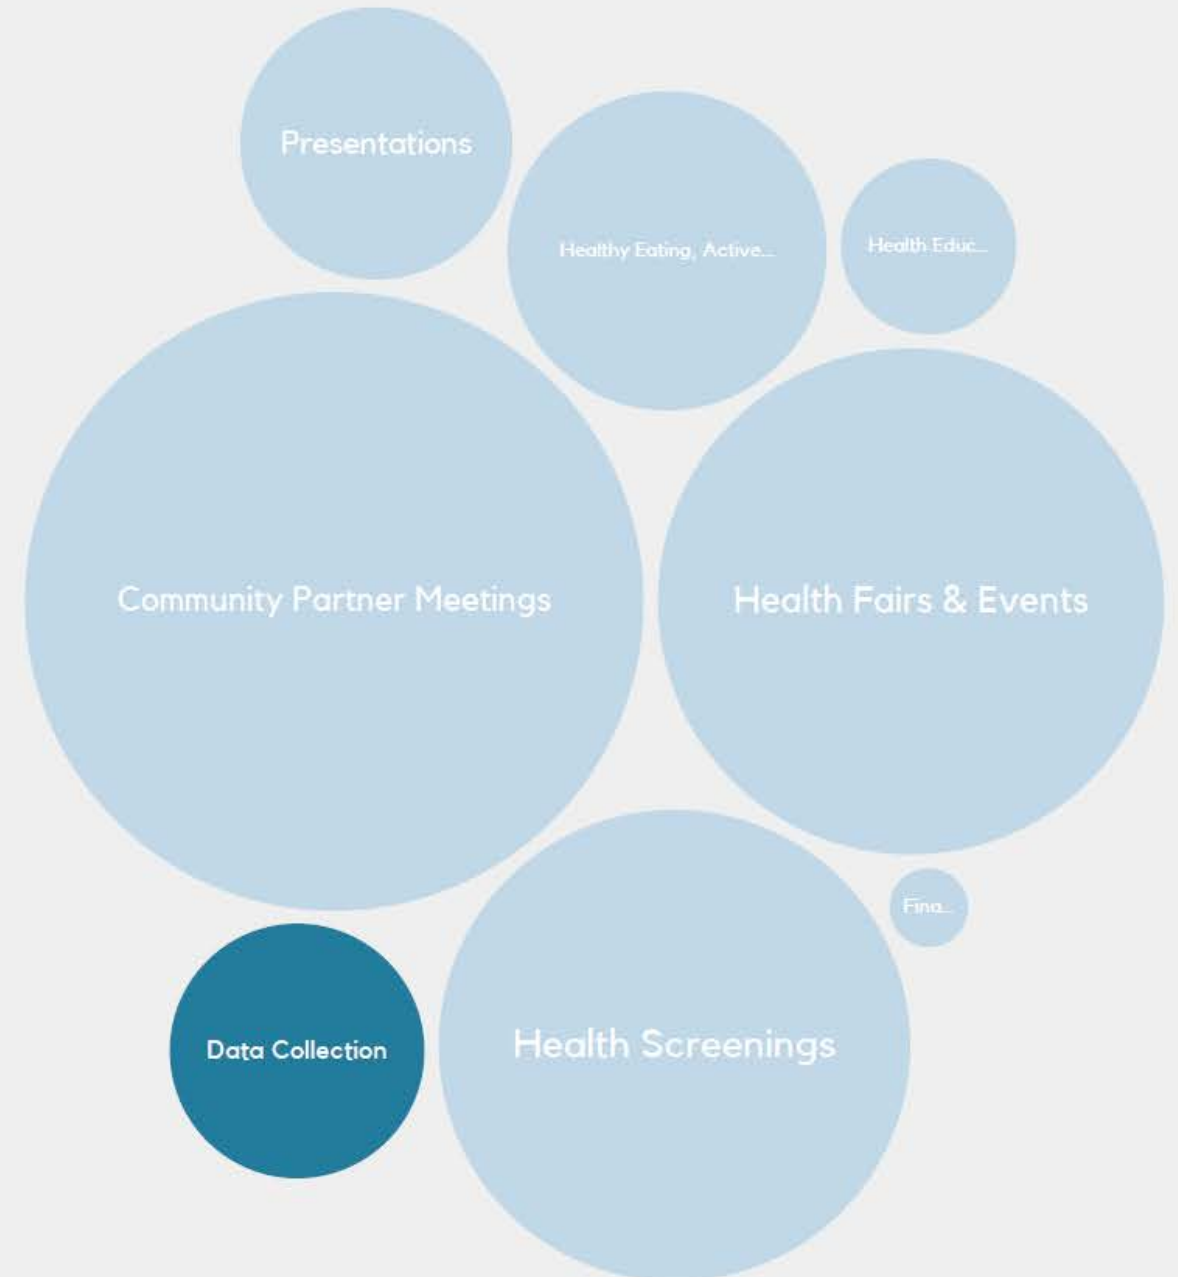 Presentations
Healthy Eating, Active...
Health Educ...
Community Partner Meetings
Health Fairs & Events
Fina...
Data Collection
Health Screenings